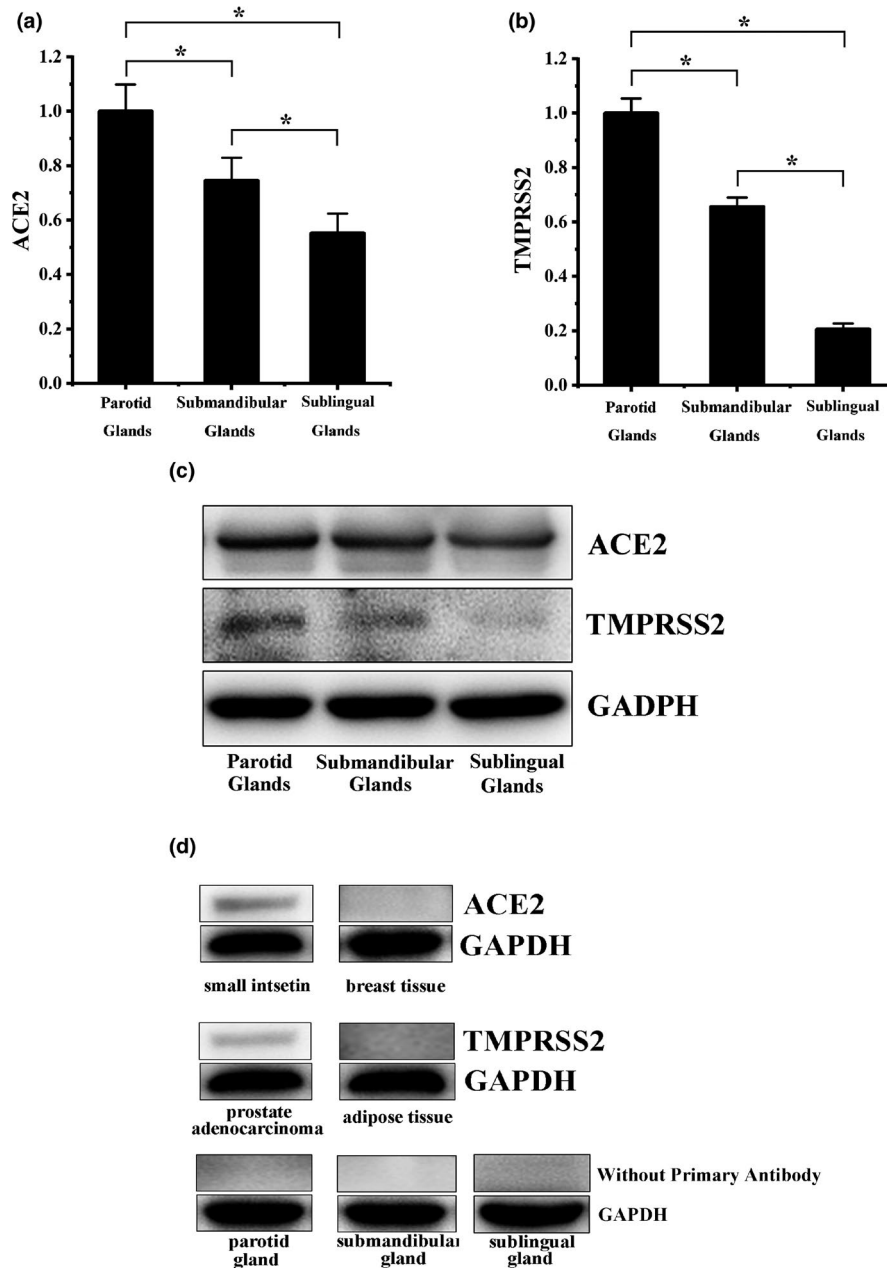 (a)
*
*
*
1.2
1.0
0.8
0.6
0.4
0.2
0.0
ACE2
Parotid Glands
Submandibular Glands
Sublingual Glands
(b)
*
*
*
1.2
1.0
0.8
0.6
0.4
0.2
0.0
TMPRSS2
Parotid Glands
Submandibular Glands
Sublingual Glands
(c)
ACE2
TMPRSS2
GADPH
Parotid Glands
Submandibular Glands
Sublingual Glands
(d)
ACE2
GAPDH
small intsetin
breast tissue
TMPRSS2
GAPDH
prostate adenocarcinoma
adipose tissue
Without Primary Antibody
GAPDH
parotid gland
submandibular gland
sublingual gland